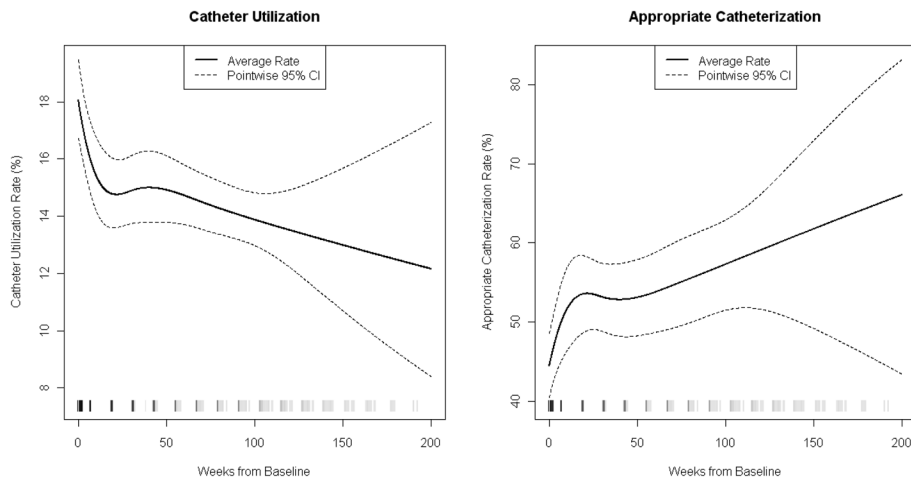 Catheter Utilization
Average Rate
Pointwise 95% CI
Catheter Utilization Rate (%)
18
16
14
12
10
8
0 50 100 150 200
Weeks from Baseline
Appropriate Catheterization
Average Rate
Pointwise 95% CI
Appropriate Catheterization Rate (%)
80
70
60
50
40
0 50 100 150 200
Weeks from Baseline